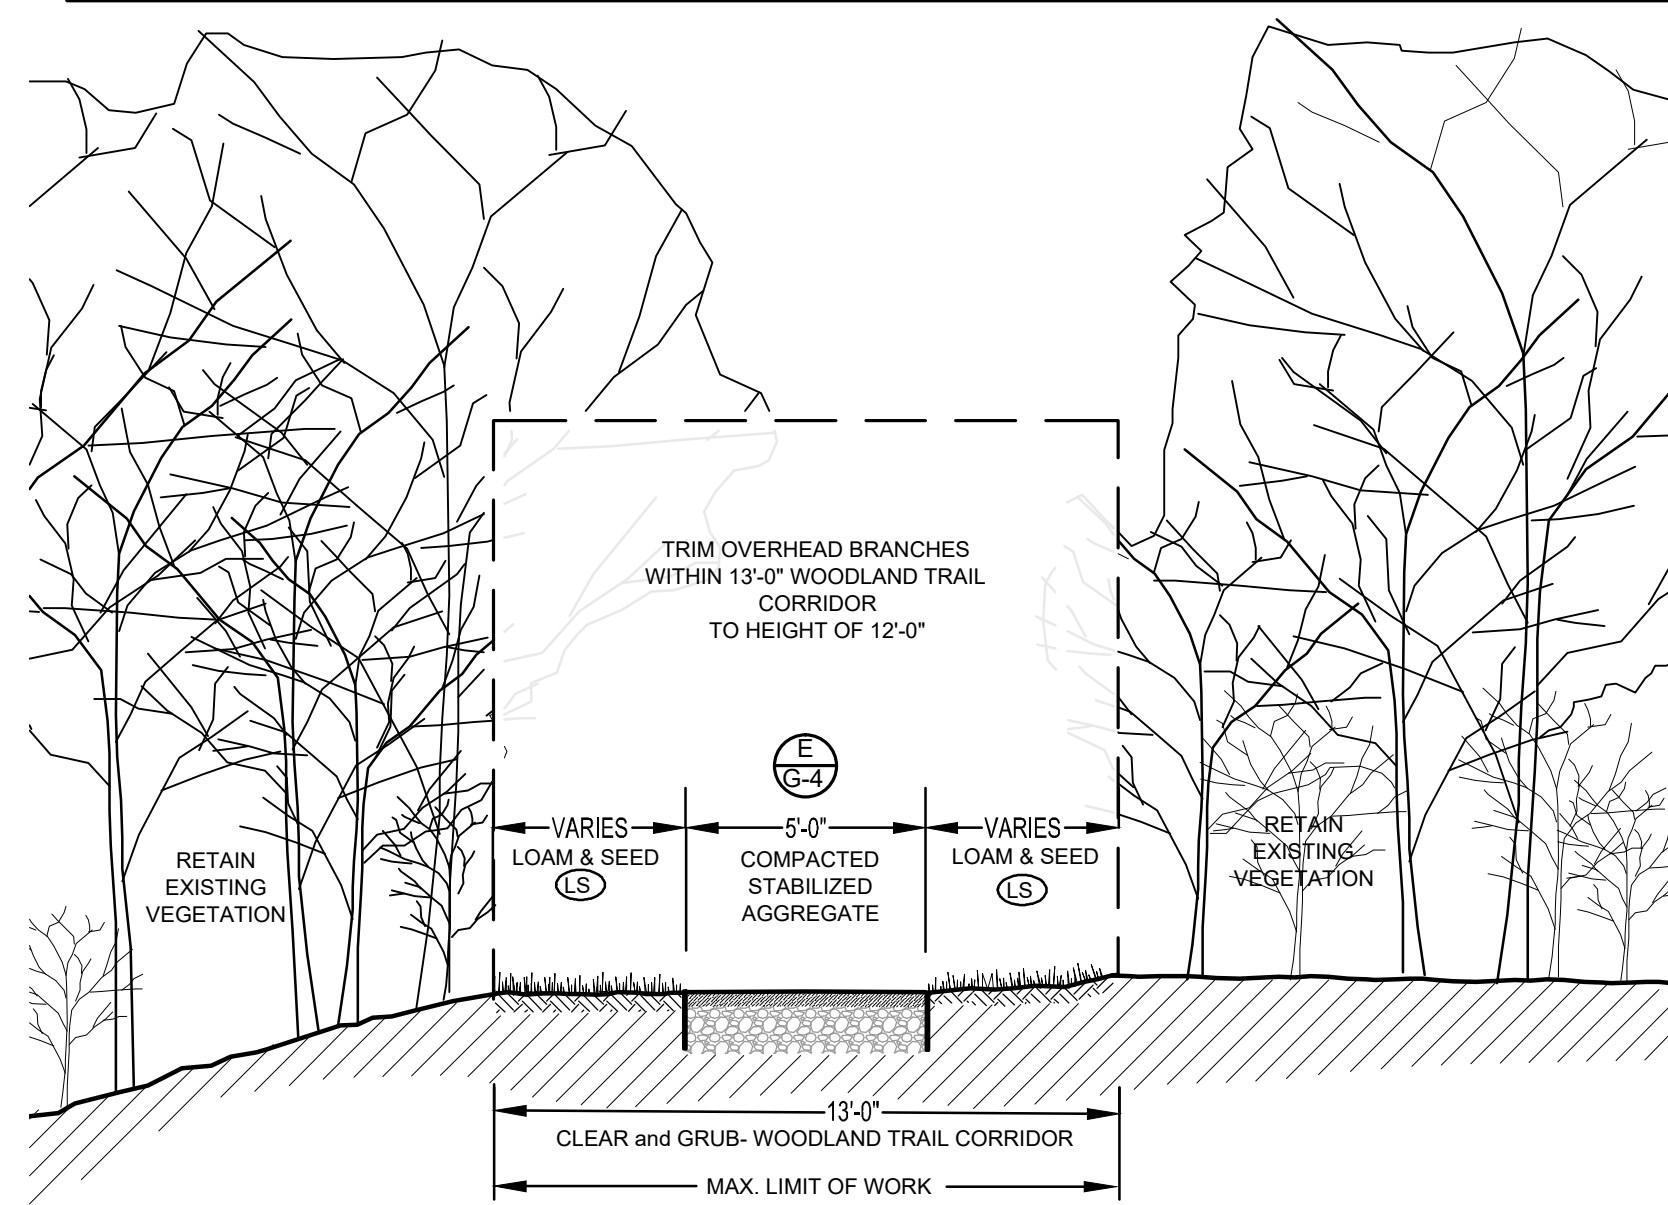 TRIM OVERHEAD BRANCHES
WITHIN 13'-0" WOODLAND TRAIL
CORRIDOR
TO HEIGHT OF 12'-0"
E
G-4
VARIES
LOAM & SEED
LS
5'-0"
COMPACTED
STABILIZED
AGGREGATE
VARIES
LOAM & SEED
LS
RETAIN
EXISTING
VEGETATION
RETAIN
EXISTING
VEGETATION
13'-0"
CLEAR and GRUB- WOODLAND TRAIL CORRIDOR
MAX. LIMIT OF WORK